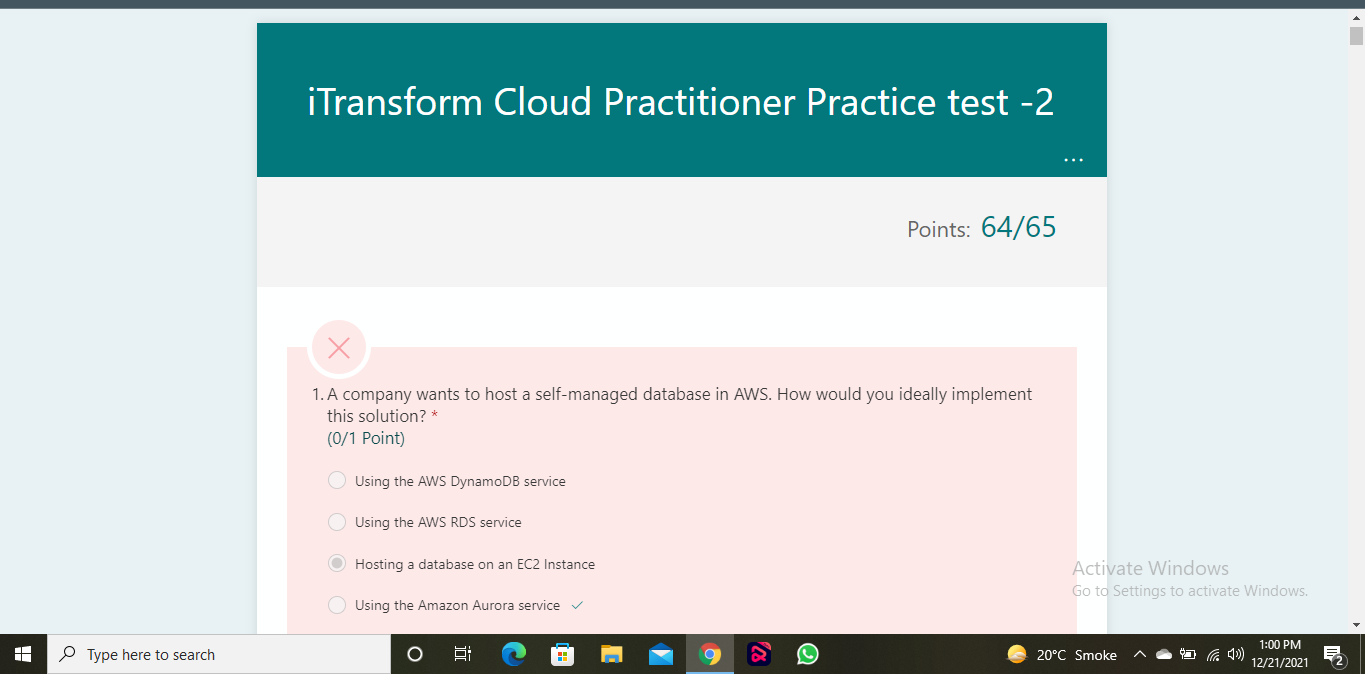 iTransform Cloud Practitioner Practice test -2
...
Points: 64/65
1. A company wants to host a self-managed database in AWS. How would you ideally implement
this solution? *
(0/1 Point)
Using the AWS DynamoDB service
Using the AWS RDS service
Hosting a database on an EC2 Instance
Using the Amazon Aurora service
Activate Windows
Go to Settings to activate Windows.
Type here to search
20°C Smoke
1:00 PM
12/21/2021
2